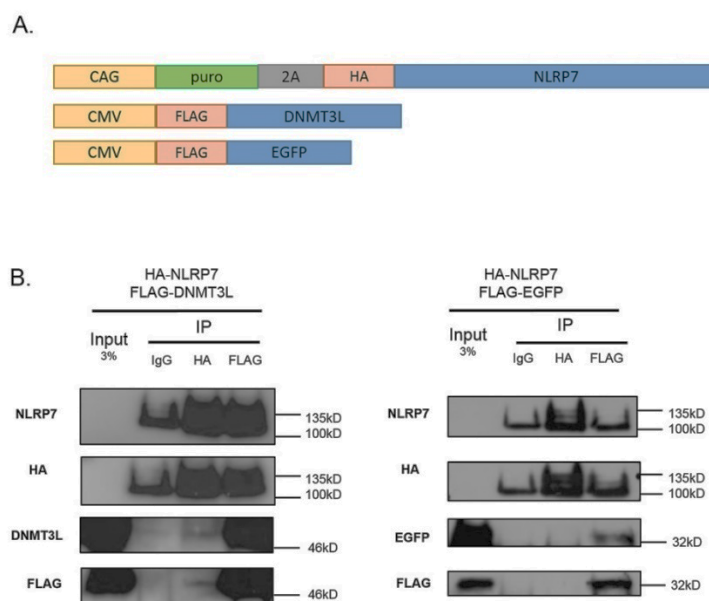 A.
CAG puro 2A HA NLRP7
CMV FLAG DNMT3L
CMV FLAG EGFP
B.
HA-NLRP7
FLAG-DNMT3L
Input
3%
IP
IgG HA FLAG
NLRP7
135kD
100kD
HA
135kD
100kD
DNMT3L
46kD
FLAG
46kD
HA-NLRP7
FLAG-EGFP
Input
3%
IP
IgG HA FLAG
NLRP7
135kD
100kD
HA
135kD
100kD
EGFP
32kD
FLAG
32kD